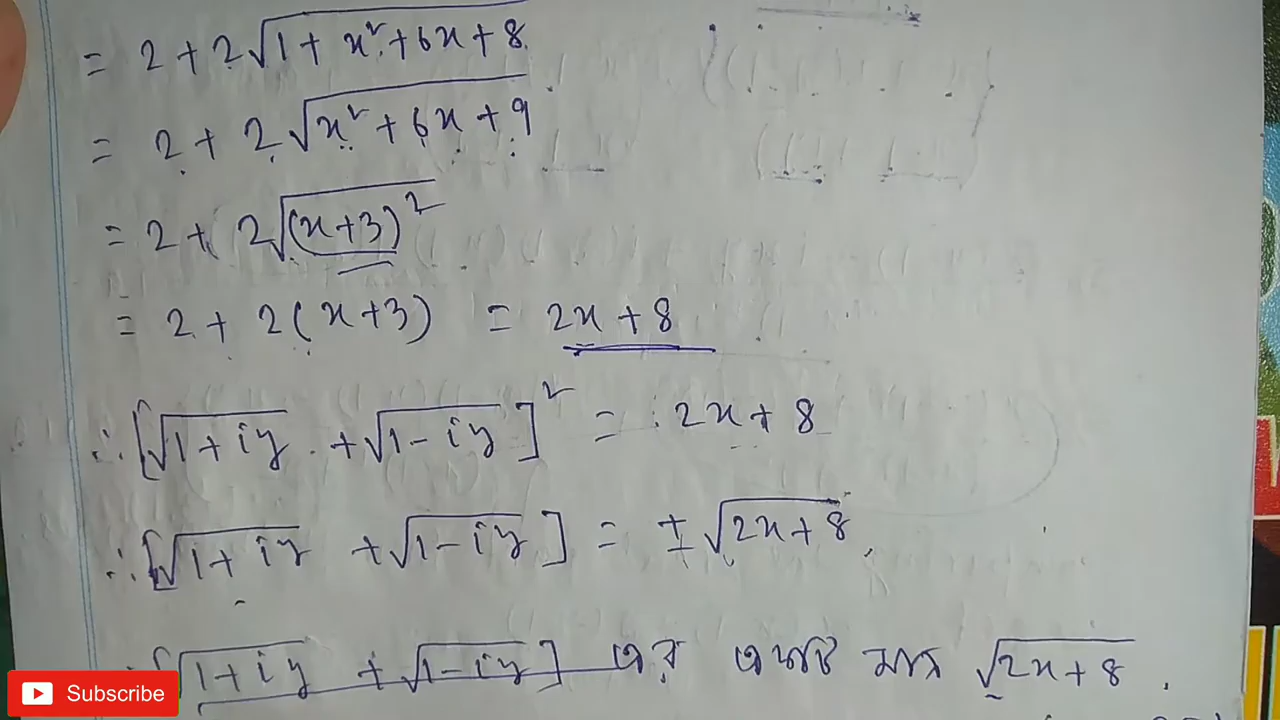 = 2 + 2√(1 + x² + 6x + 8)
= 2 + 2√(x² + 6x + 9)
= 2 + 2√(x+3)²
= 2 + 2(x+3) = 2x + 8
∴ [√(1+iy) + √(1-iy)]² = 2x + 8
∴ [√(1+iy) + √(1-iy)] = ± √(2x+8),
∴ [√(1+iy) + √(1-iy)] এর একটি মান √(2x+8).
Subscribe